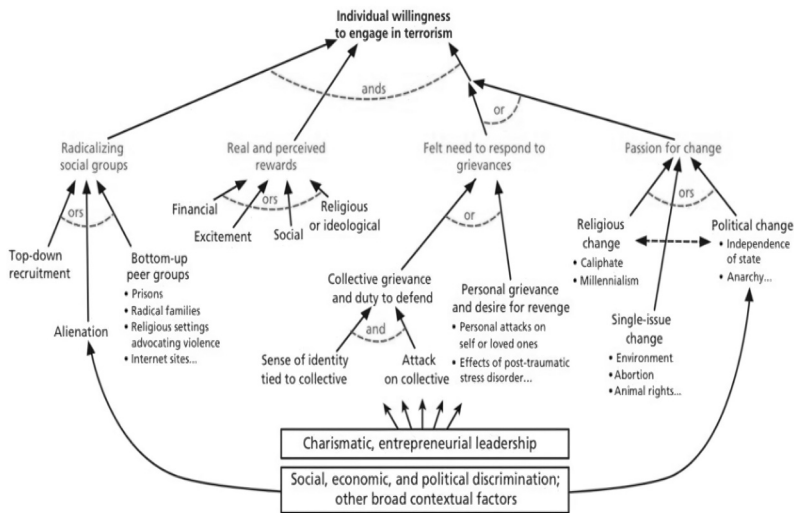 Individual willingness
to engage in terrorism
ands
or
Radicalizing
social groups
Real and perceived
rewards
Felt need to respond to
grievances
Passion for change
ors
Financial
ors
Excitement
Social
Religious
or ideological
or
ors
Top-down
recruitment
Bottom-up
peer groups
• Prisons
• Radical families
• Religious settings
advocating violence
• Internet sites...
Alienation
Collective grievance
and duty to defend
Personal grievance
and desire for revenge
• Personal attacks on
self or loved ones
• Effects of post-traumatic
stress disorder...
Religious
change
• Caliphate
• Millennialism
Political change
• Independence
of state
• Anarchy...
Single-issue
change
• Environment
• Abortion
• Animal rights...
and
Sense of identity
tied to collective
Attack
on collective
Charismatic, entrepreneurial leadership
Social, economic, and political discrimination;
other broad contextual factors